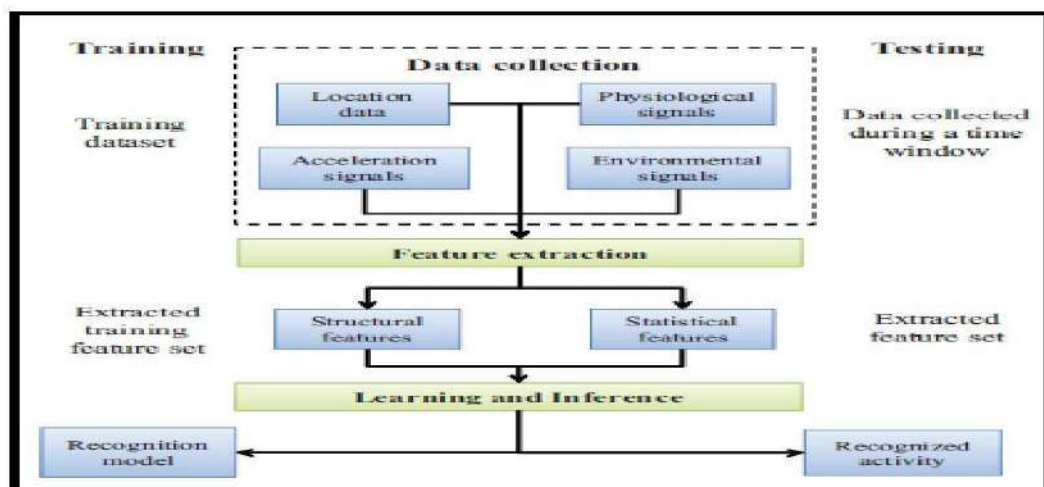 Training
Testing
Data collection
Location
data
Physiological
signals
Training
dataset
Data collected
during a time
window
Acceleration
signals
Environmental
signals
Feature extraction
Extracted
training
feature set
Structural
features
Statistical
features
Extracted
feature set
Learning and Inference
Recognition
model
Recognized
activity